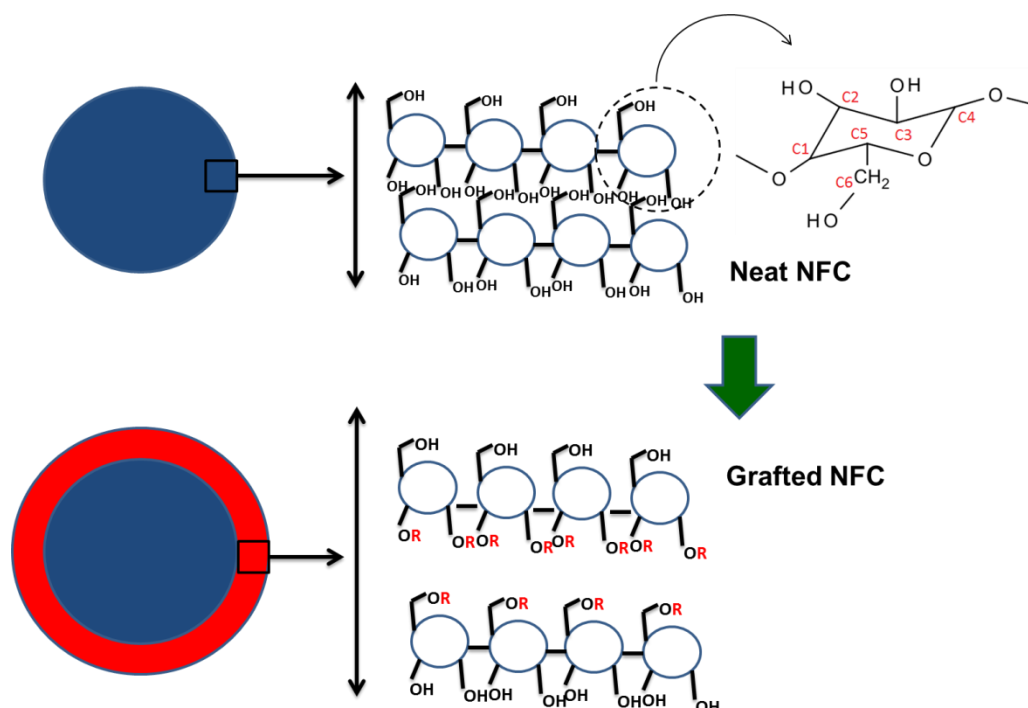 OH OH OH OH
OH OH OH OH OH OH OH OH
OH OH OH OH
OH OH OH OH OH OH OH OH
HO OH O
C2 C3 C4
C1 C5 O
O C6 CH2
HO
Neat NFC
OH OH OH OH
Grafted NFC
OR OR OR OR OR OR OR OR
OR OR OR OR
OH OH OH OH OH OH OH OH